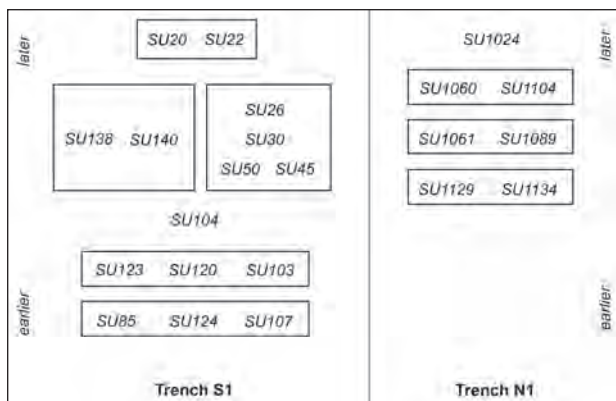 later
SU20 SU22
SU138 SU140
SU26
SU30
SU50 SU45
SU104
SU123 SU120 SU103
SU85 SU124 SU107
earlier
Trench S1
SU1024
later
SU1060 SU1104
SU1061 SU1089
SU1129 SU1134
earlier
Trench N1